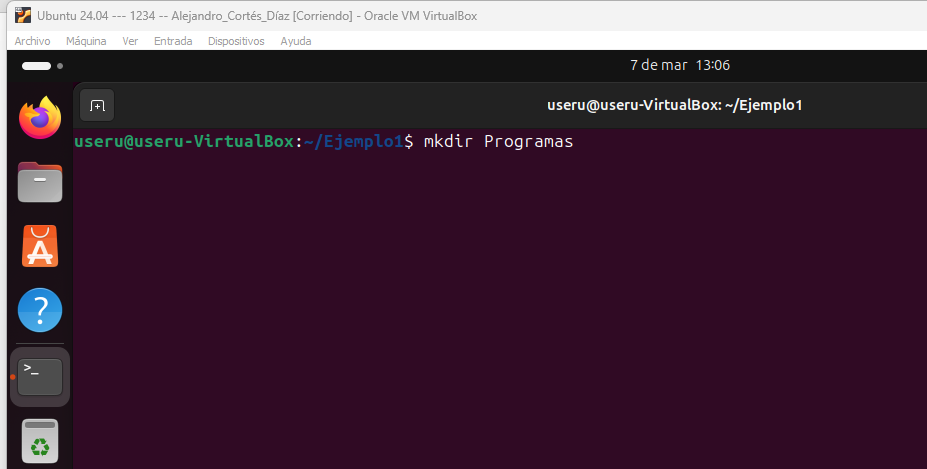 Ubuntu 24.04 --- 1234 -- Alejandro_Cortés_Díaz [Corriendo] - Oracle VM VirtualBox
Archivo Máquina Ver Entrada Dispositivos Ayuda
7 de mar 13:06
useru@useru-VirtualBox: ~/Ejemplo1
useru@useru-VirtualBox:~/Ejemplo1$ mkdir Programas
>_